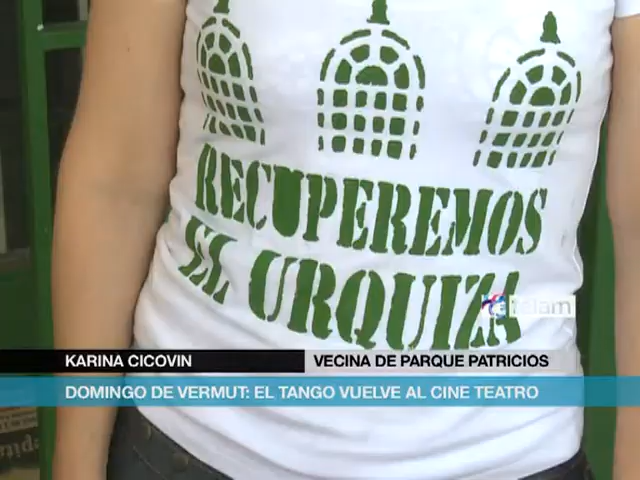 RECUPEREMOS
EL URQUIZA
télam
KARINA CICOVIN
VECINA DE PARQUE PATRICIOS
DOMINGO DE VERMUT: EL TANGO VUELVE AL CINE TEATRO